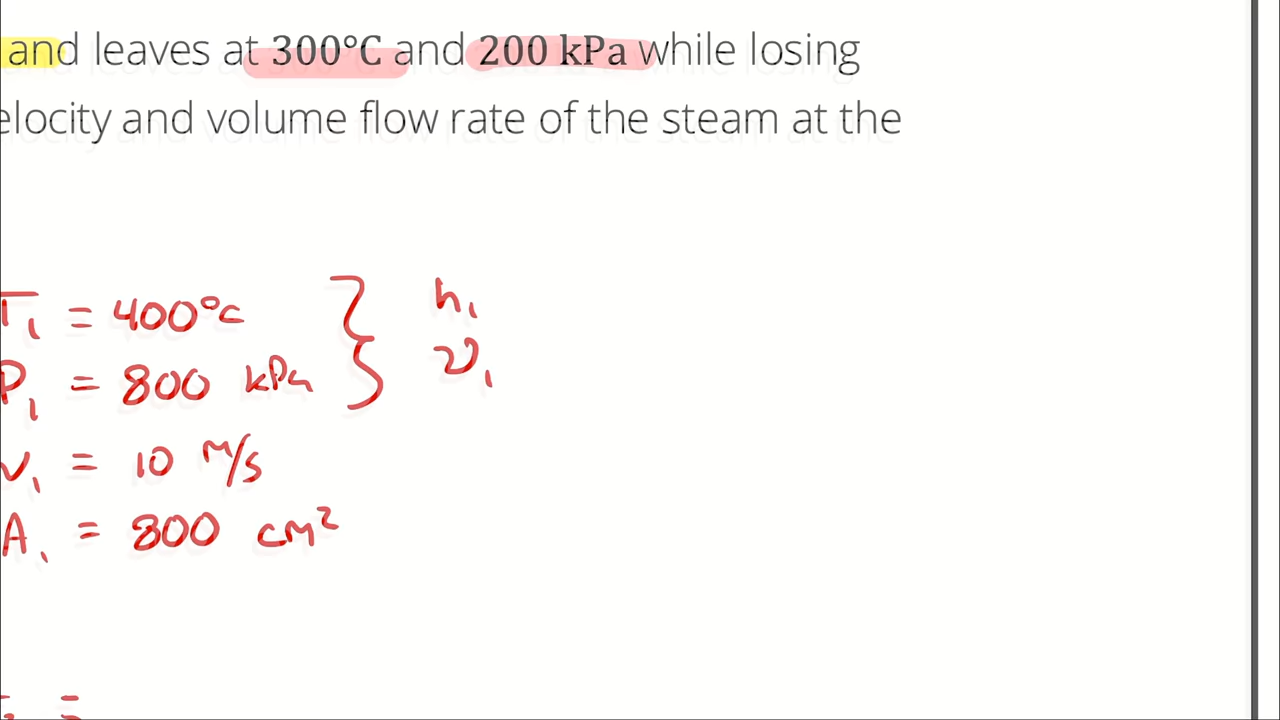 and leaves at 300°C and 200 kPa while losing
elocity and volume flow rate of the steam at the
T₁ = 400°C
h₁
P₁ = 800 kPa
v₁
V₁ = 10 m/s
A₁ = 800 cm²
=